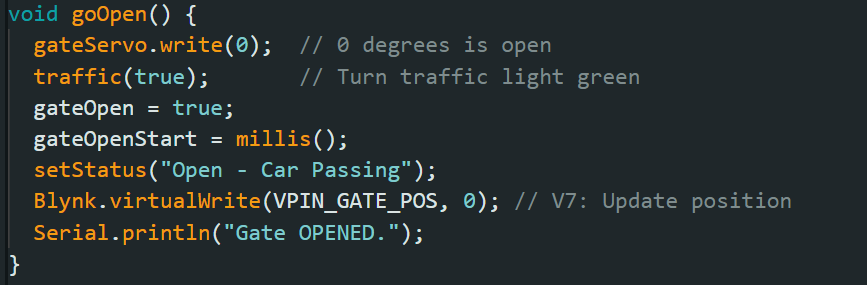 void goOpen() {
  gateServo.write(0);  // 0 degrees is open
  traffic(true);       // Turn traffic light green
  gateOpen = true;
  gateOpenStart = millis();
  setStatus("Open - Car Passing");
  Blynk.virtualWrite(VPIN_GATE_POS, 0); // V7: Update position
  Serial.println("Gate OPENED.");
}